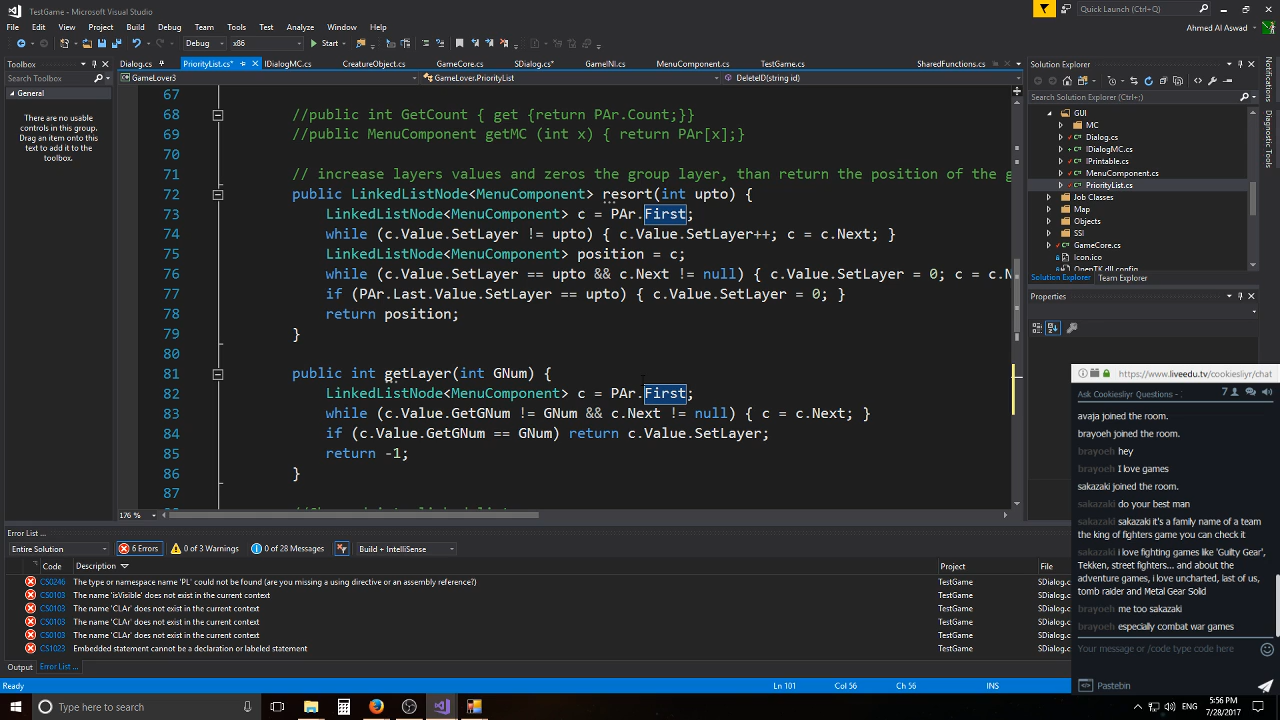 TestGame - Microsoft Visual Studio
Quick Launch (Ctrl+Q)
File Edit View Project Build Debug Team Tools Test Analyze Window Help
Ahmed Al Aswad
Debug x86 Start
Toolbox
Search Toolbox
General
There are no usable
controls in this group.
Drag an item onto this
text to add it to the
toolbox.
Dialog.cs PriorityList.cs* IDialogMC.cs CreatureObject.cs GameCore.cs SDialog.cs* GameINI.cs MenuComponent.cs TestGame.cs SharedFunctions.cs
GameLover3 GameLover.PriorityList DeleteID(string id)
67
68 //public int GetCount { get {return PAr.Count;}}
69 //public MenuComponent getMC (int x) { return PAr[x];}
70
71 // increase layers values and zeros the group layer, than return the position of the g
72 public LinkedListNode<MenuComponent> resort(int upto) {
73 LinkedListNode<MenuComponent> c = PAr.First;
74 while (c.Value.SetLayer != upto) { c.Value.SetLayer++; c = c.Next; }
75 LinkedListNode<MenuComponent> position = c;
76 while (c.Value.SetLayer == upto && c.Next != null) { c.Value.SetLayer = 0; c = c.N
77 if (PAr.Last.Value.SetLayer == upto) { c.Value.SetLayer = 0; }
78 return position;
79 }
80
81 public int getLayer(int GNum) {
82 LinkedListNode<MenuComponent> c = PAr.First;
83 while (c.Value.GetGNum != GNum && c.Next != null) { c = c.Next; }
84 if (c.Value.GetGNum == GNum) return c.Value.SetLayer;
85 return -1;
86 }
87
176 %
Solution Explorer
Search Solution Explorer (Ctrl+;)
GUI
MC
Dialog.cs
IDialogMC.cs
IPrintable.cs
MenuComponent.cs
PriorityList.cs
Job Classes
Map
Objects
SSI
GameCore.cs
Icon.ico
OpenTK.dll.config
Solution Explorer Team Explorer
Properties
Notifications
Diagnostic Tools
https://www.liveedu.tv/cookiesliyr/chat
Ask Cookiesliyr Questions - 7
avaja joined the room.
brayoeh joined the room.
brayoeh hey
brayoeh I love games
sakazaki joined the room.
sakazaki do your best man
sakazaki sakazaki it's a family name of a team
the king of fighters game you can check it
sakazaki i love fighting games like 'Guilty Gear',
Tekken, street fighters... and about the
adventure games, i love uncharted, last of us,
tomb raider and Metal Gear Solid
brayoeh me too sakazaki
brayoeh especially combat war games
Your message or /code type code here
Pastebin
Error List ...
Entire Solution 6 Errors 0 of 3 Warnings 0 of 28 Messages Build + IntelliSense
Code Description Project File
CS0246 The type or namespace name 'PL' could not be found (are you missing a using directive or an assembly reference?) TestGame SDialog.cs
CS0103 The name 'isVisible' does not exist in the current context TestGame SDialog.cs
CS0103 The name 'CLAr' does not exist in the current context TestGame SDialog.cs
CS0103 The name 'CLAr' does not exist in the current context TestGame SDialog.cs
CS0103 The name 'CLAr' does not exist in the current context TestGame SDialog.cs
CS1023 Embedded statement cannot be a declaration or labeled statement TestGame SDialog.cs
Output Error List ...
Ready Ln 101 Col 56 Ch 56 INS
Type here to search
ENG
5:56 PM
7/28/2017